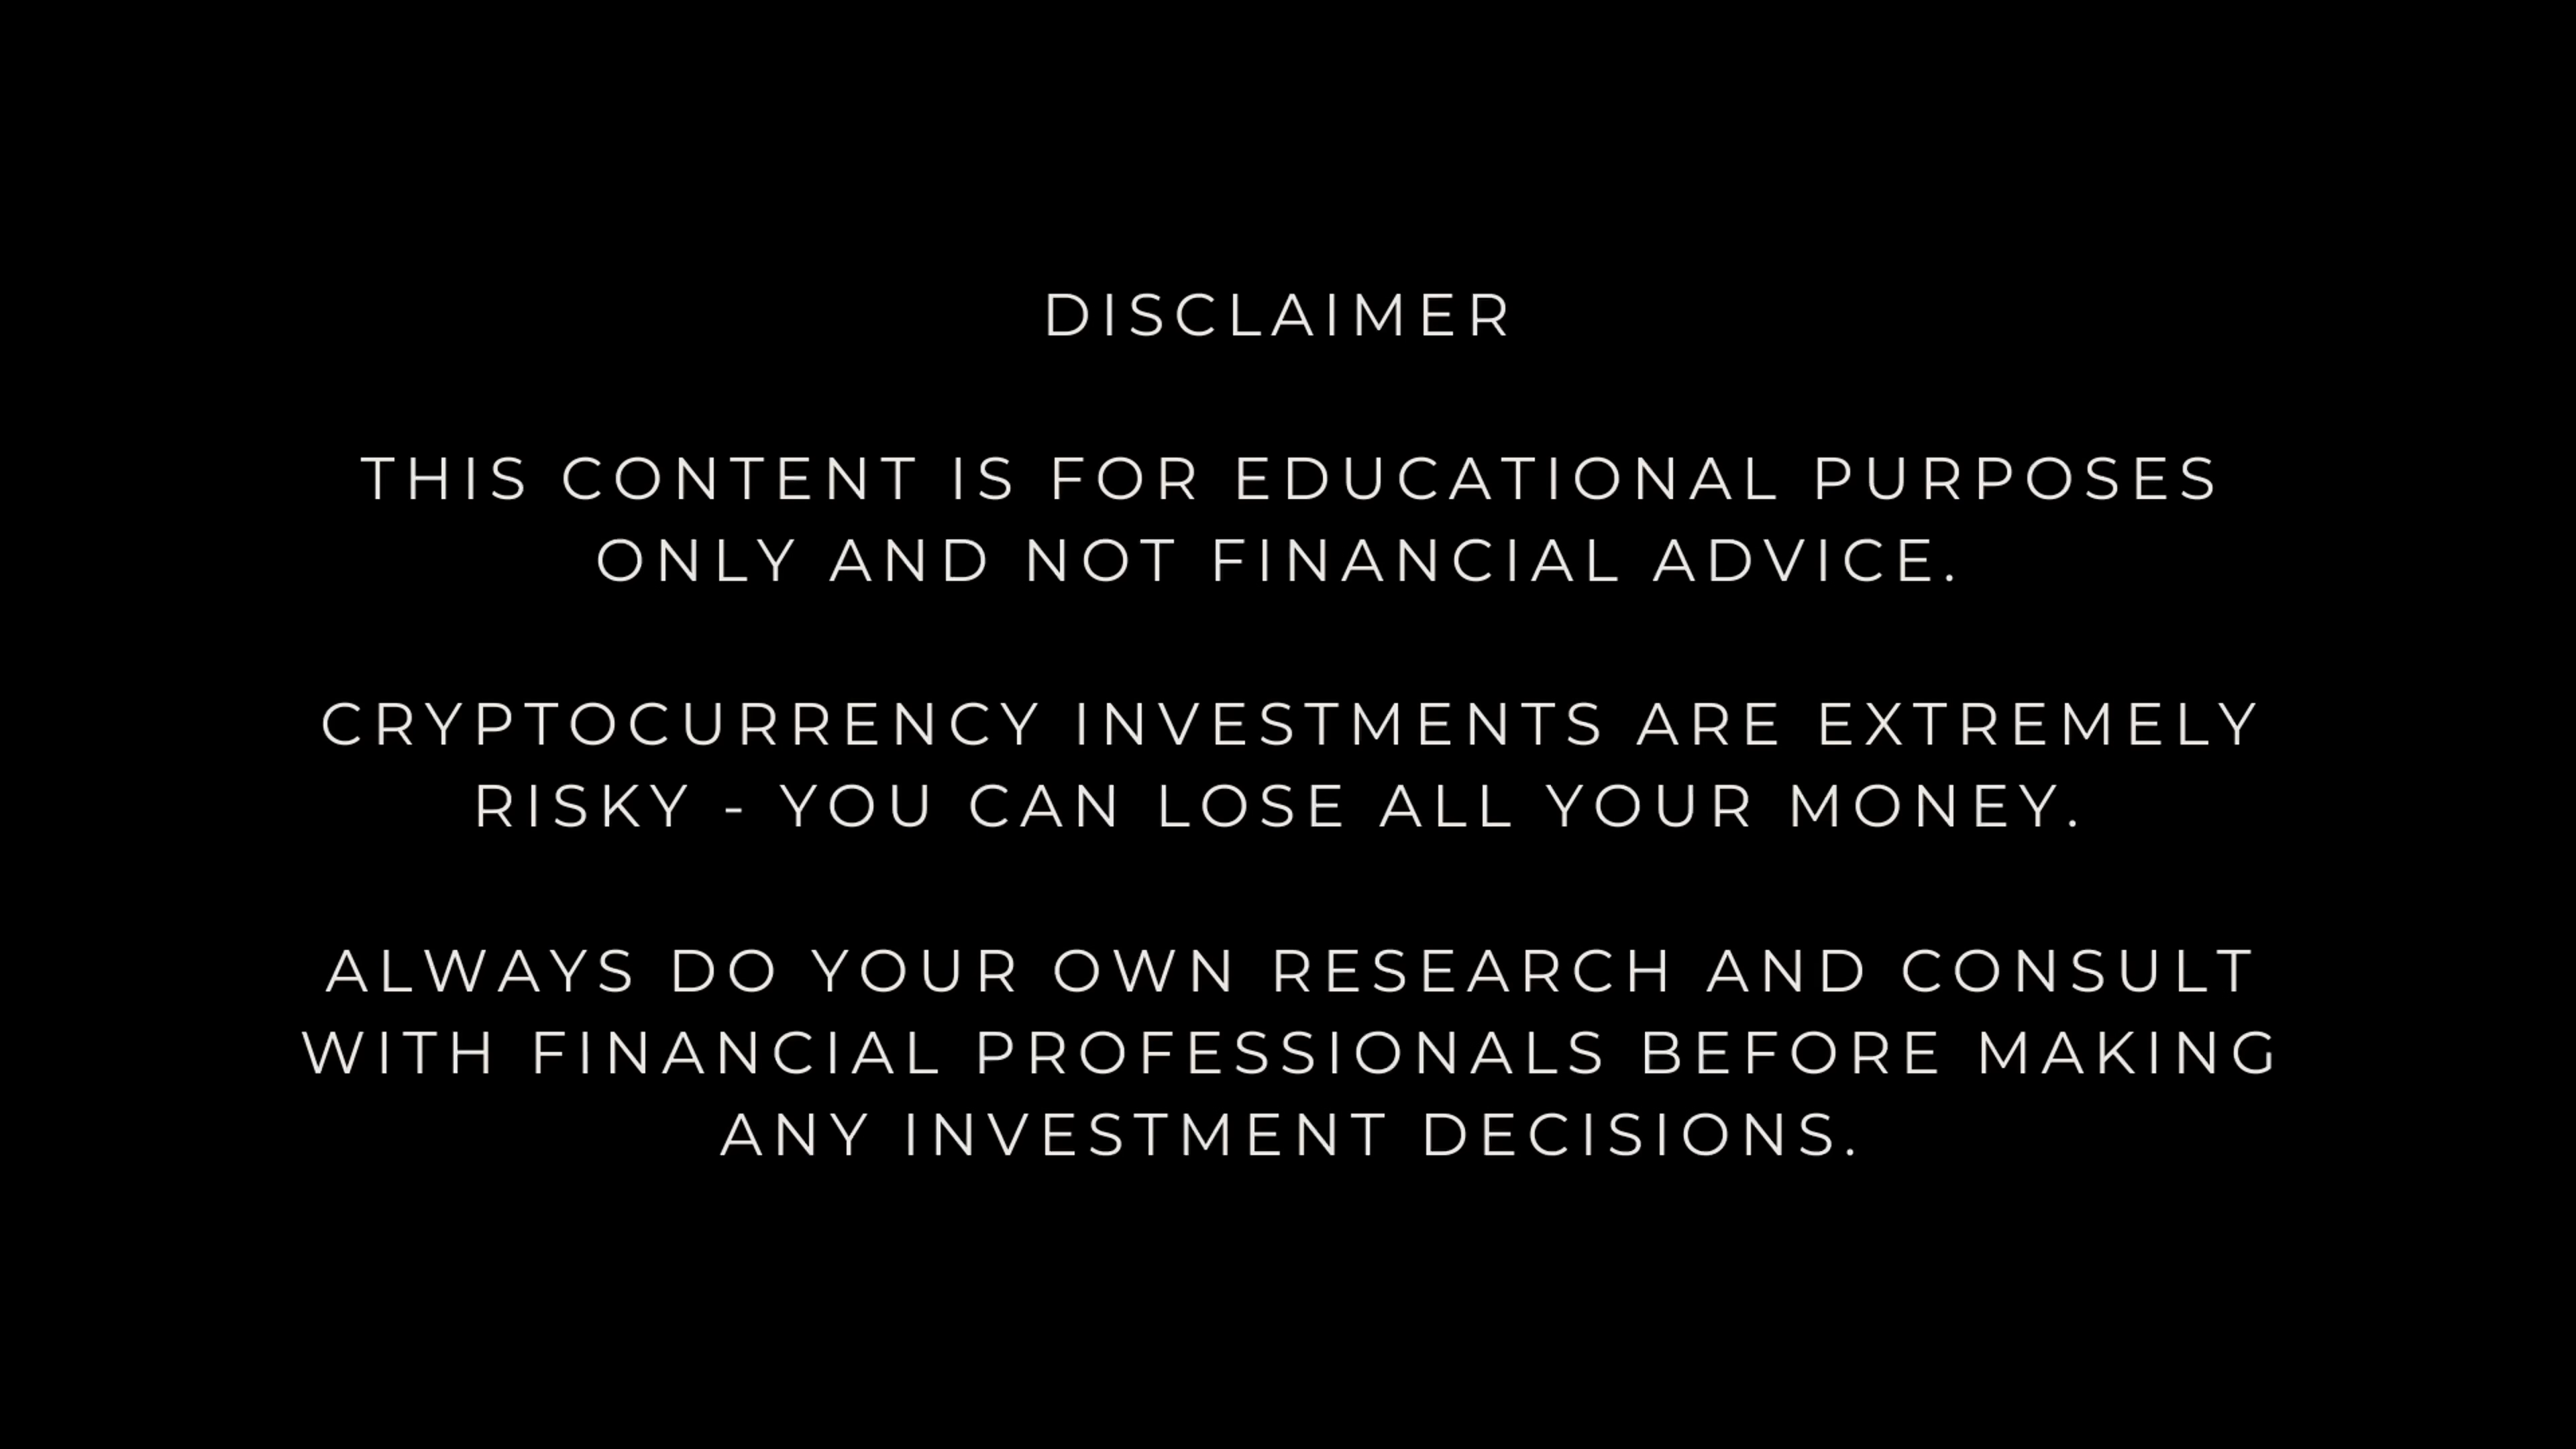 DISCLAIMER
THIS CONTENT IS FOR EDUCATIONAL PURPOSES
ONLY AND NOT FINANCIAL ADVICE.
CRYPTOCURRENCY INVESTMENTS ARE EXTREMELY
RISKY - YOU CAN LOSE ALL YOUR MONEY.
ALWAYS DO YOUR OWN RESEARCH AND CONSULT
WITH FINANCIAL PROFESSIONALS BEFORE MAKING
ANY INVESTMENT DECISIONS.